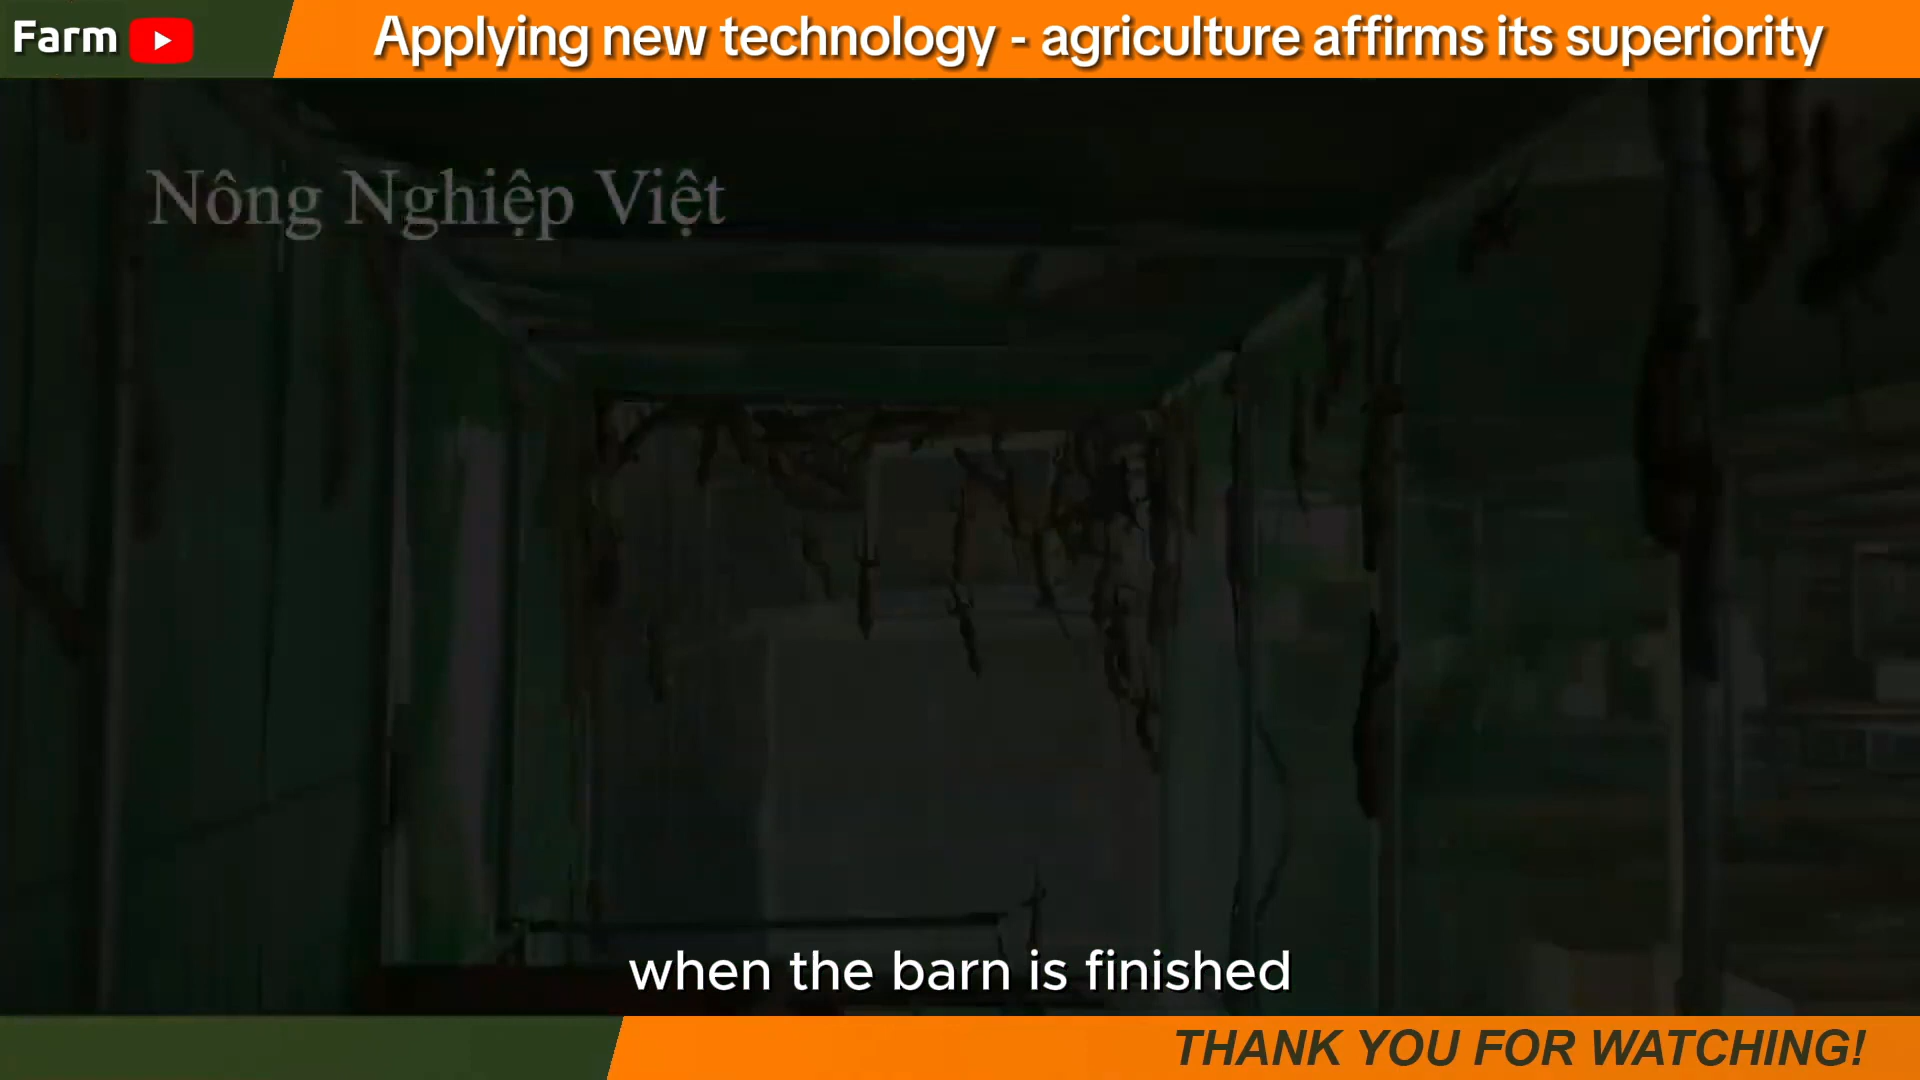 Farm
Applying new technology - agriculture affirms its superiority
Nông Nghiệp Việt
when the barn is finished
THANK YOU FOR WATCHING!